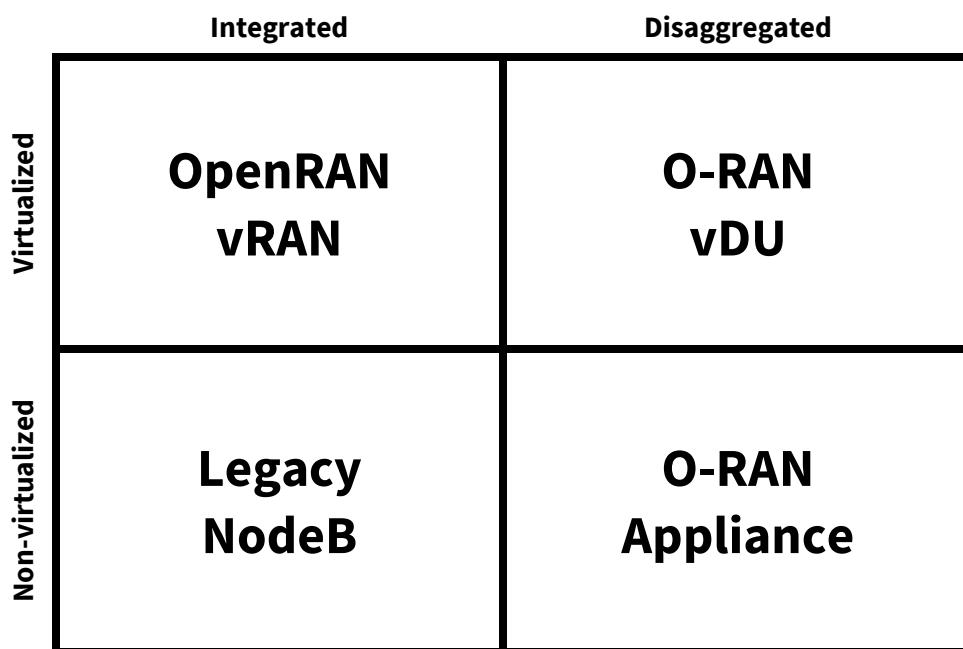 Integrated
Disaggregated
Virtualized
OpenRAN
vRAN
O-RAN
vDU
Non-virtualized
Legacy
NodeB
O-RAN
Appliance